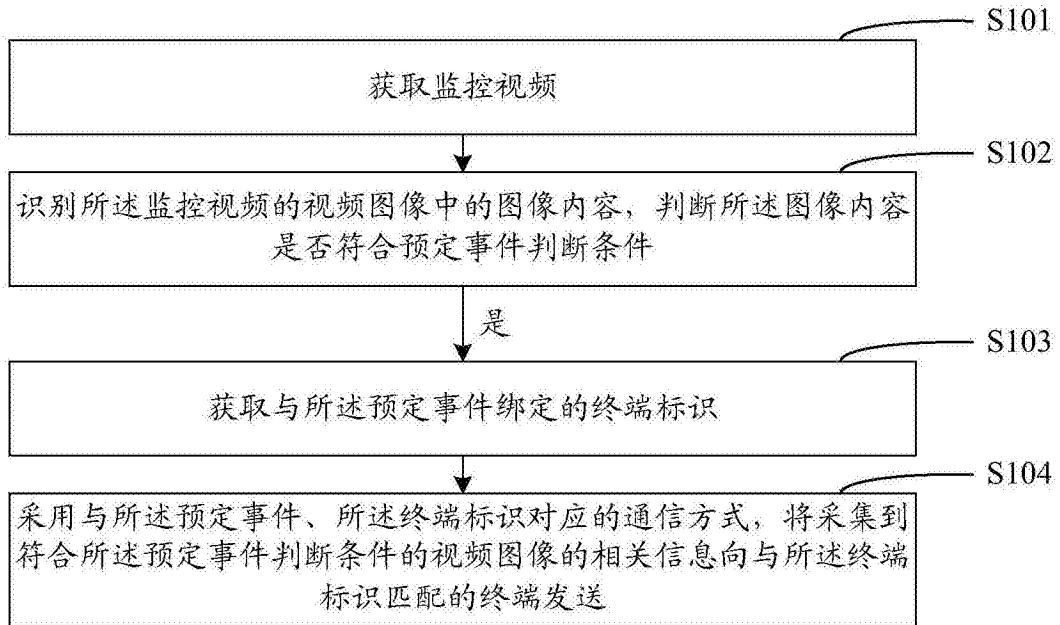 S101
获取监控视频
S102
识别所述监控视频的视频图像中的图像内容，判断所述图像内容
是否符合预定事件判断条件
是
S103
获取与所述预定事件绑定的终端标识
S104
采用与所述预定事件、所述终端标识对应的通信方式，将采集到
符合所述预定事件判断条件的视频图像的相关信息向与所述终端
标识匹配的终端发送